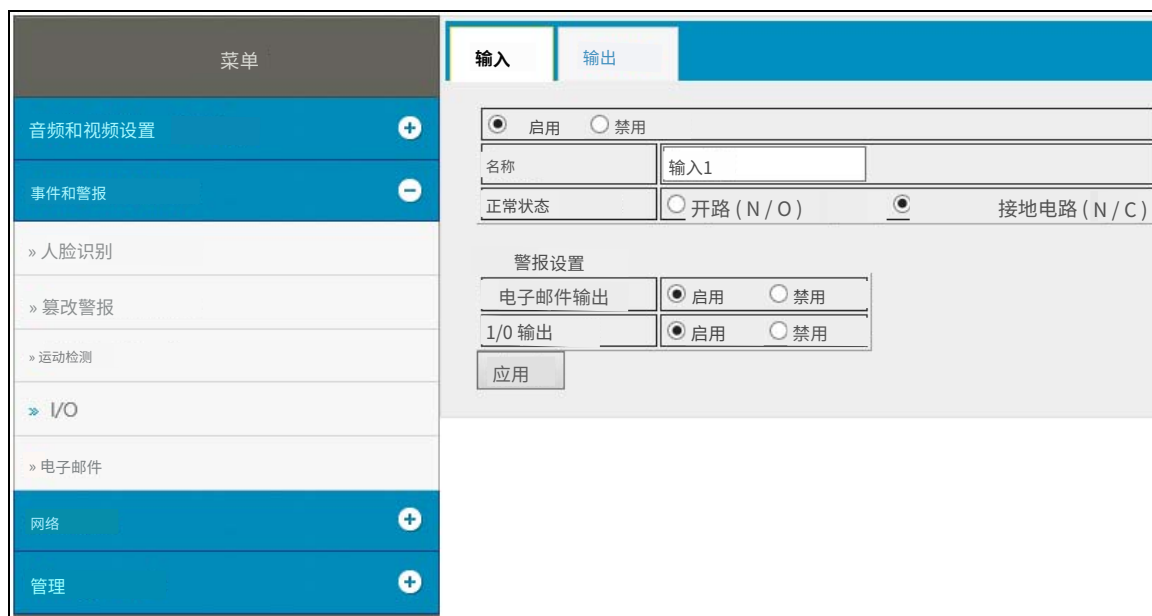 菜单
音频和视频设置
事件和警报
» 人脸识别
» 篡改警报
» 运动检测
» I/O
» 电子邮件
网络
管理
输入 输出
启用 禁用
名称 输入1
正常状态 开路 ( N / O ) 接地电路 ( N / C )
警报设置
电子邮件输出 启用 禁用
1/0 输出 启用 禁用
应用